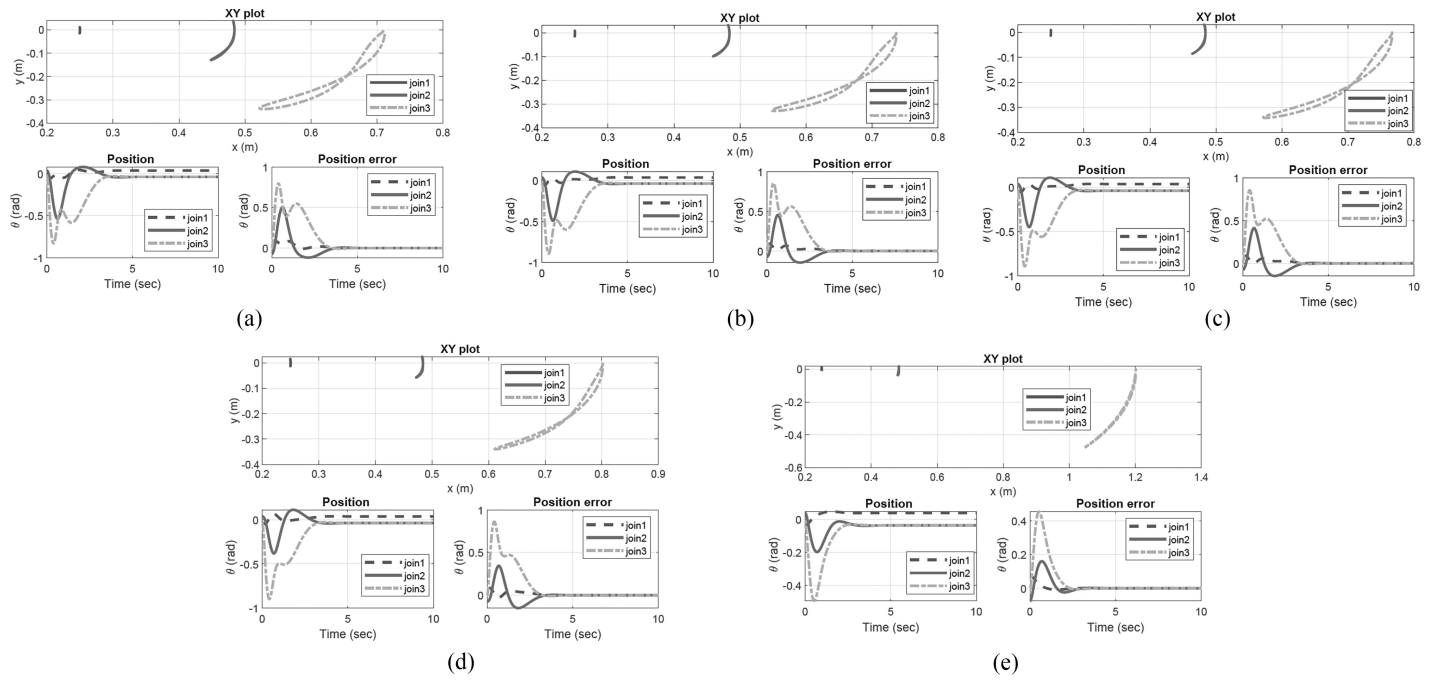 XY plot
0
-0.1
-0.2
-0.3
-0.4
y (m)
join1
join2
join3
0.2 0.3 0.4 0.5 0.6 0.7 0.8
x (m)
Position
0
-0.5
-1
θ (rad)
join1
join2
join3
0 5 10
Time (sec)
Position error
1
0.5
0
θ (rad)
join1
join2
join3
0 5 10
Time (sec)
(a)
XY plot
0
-0.1
-0.2
-0.3
-0.4
y (m)
join1
join2
join3
0.2 0.3 0.4 0.5 0.6 0.7 0.8
x (m)
Position
0
-0.5
-1
θ (rad)
join1
join2
join3
0 5 10
Time (sec)
Position error
1
0.5
0
θ (rad)
join1
join2
join3
0 5 10
Time (sec)
(b)
XY plot
0
-0.1
-0.2
-0.3
-0.4
y (m)
join1
join2
join3
0.2 0.3 0.4 0.5 0.6 0.7 0.8
x (m)
Position
0
-0.5
-1
θ (rad)
join1
join2
join3
0 5 10
Time (sec)
Position error
1
0.5
0
θ (rad)
join1
join2
join3
0 5 10
Time (sec)
(c)
XY plot
0
-0.1
-0.2
-0.3
-0.4
y (m)
join1
join2
join3
0.2 0.3 0.4 0.5 0.6 0.7 0.8 0.9
x (m)
Position
0
-0.5
-1
θ (rad)
join1
join2
join3
0 5 10
Time (sec)
Position error
1
0.5
0
θ (rad)
join1
join2
join3
0 5 10
Time (sec)
(d)
XY plot
0
-0.2
-0.4
-0.6
y (m)
join1
join2
join3
0.2 0.4 0.6 0.8 1 1.2 1.4
x (m)
Position
0
-0.2
-0.4
θ (rad)
join1
join2
join3
0 5 10
Time (sec)
Position error
0.4
0.2
0
θ (rad)
join1
join2
join3
0 5 10
Time (sec)
(e)